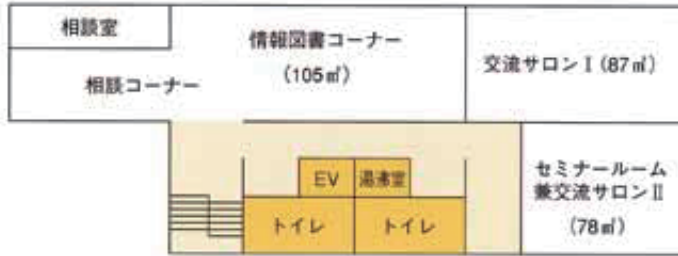 相談室
相談コーナー
情報図書コーナー
（105㎡）
交流サロンⅠ（87㎡）
EV
湯沸室
トイレ
トイレ
セミナールーム
兼交流サロンⅡ
（78㎡）